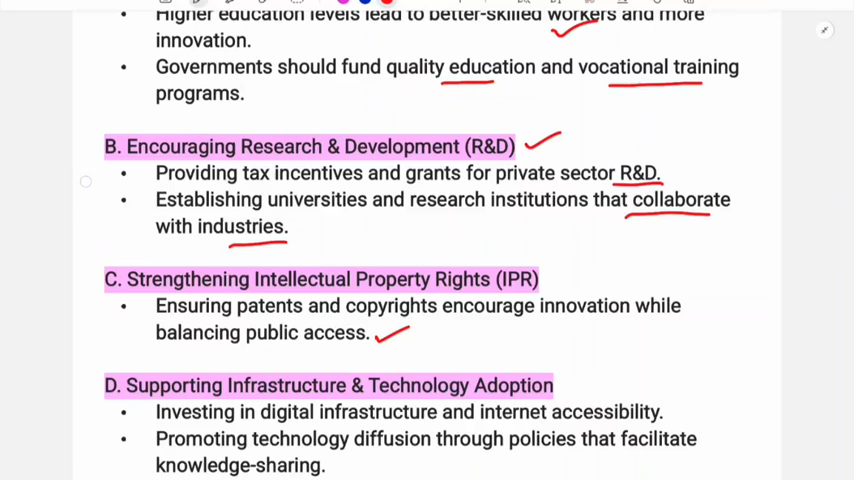 Higher education levels lead to better-skilled workers and more
innovation.
• Governments should fund quality education and vocational training
programs.
B. Encouraging Research & Development (R&D)
• Providing tax incentives and grants for private sector R&D.
• Establishing universities and research institutions that collaborate
with industries.
C. Strengthening Intellectual Property Rights (IPR)
• Ensuring patents and copyrights encourage innovation while
balancing public access.
D. Supporting Infrastructure & Technology Adoption
• Investing in digital infrastructure and internet accessibility.
• Promoting technology diffusion through policies that facilitate
knowledge-sharing.